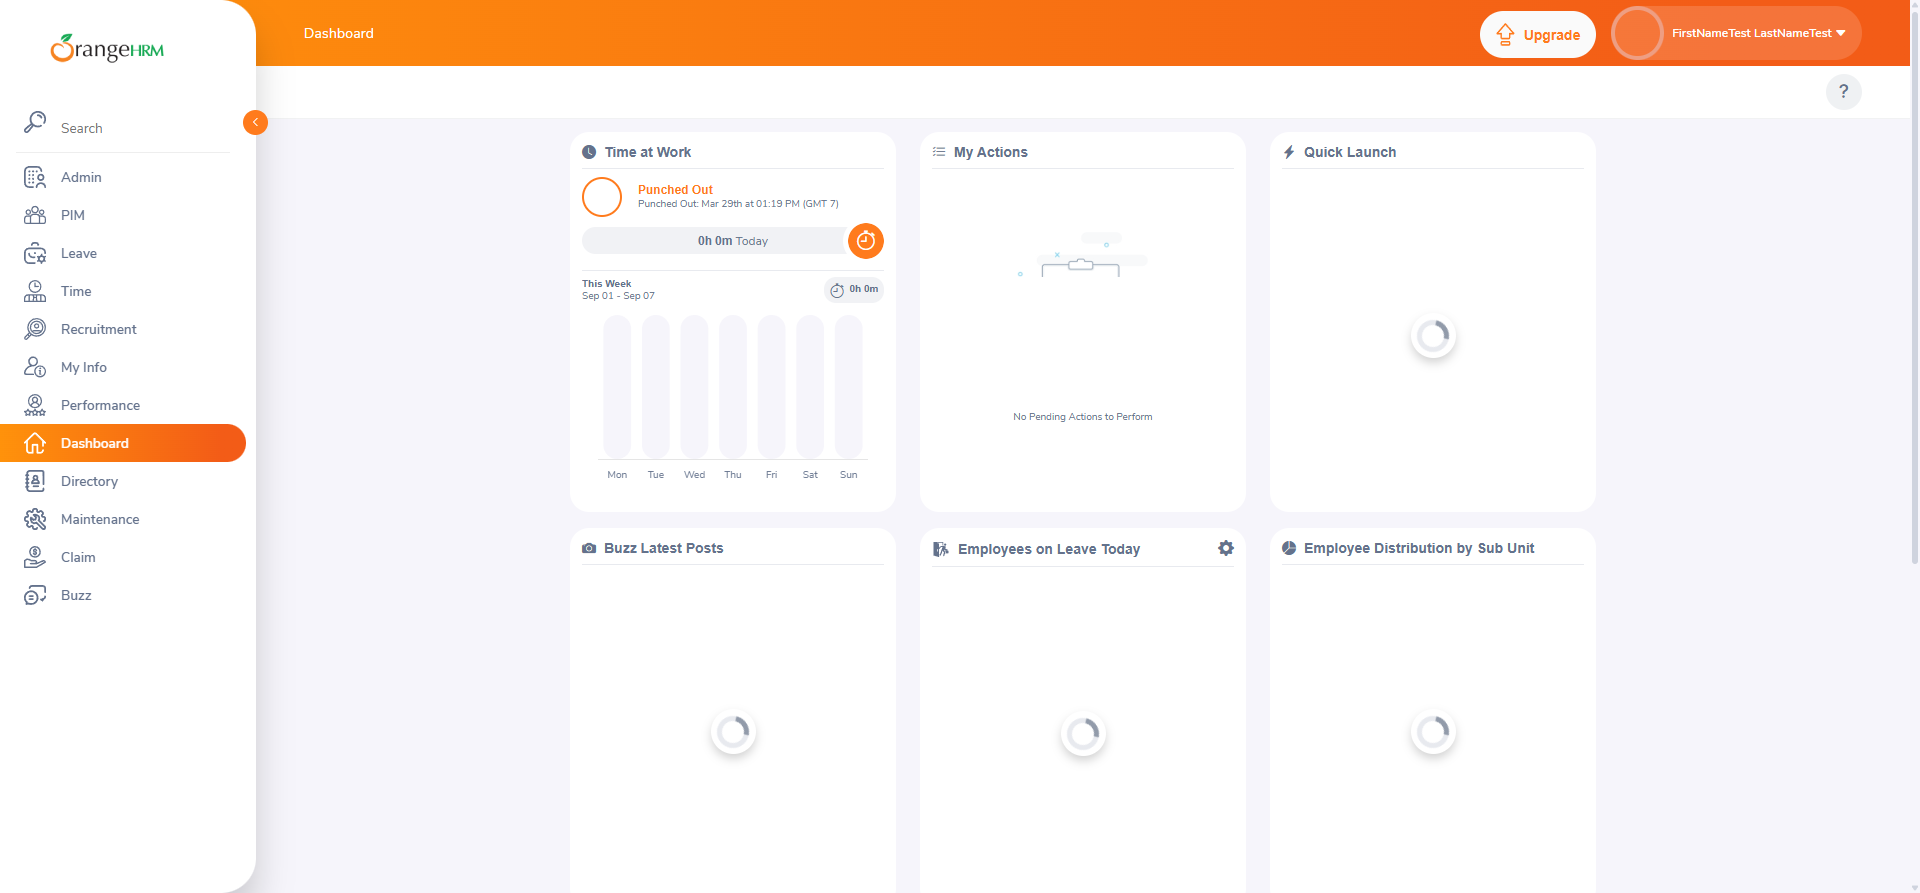 OrangeHRM
Dashboard
Upgrade
FirstNameTest LastNameTest
?
Search
Admin
PIM
Leave
Time
Recruitment
My Info
Performance
Dashboard
Directory
Maintenance
Claim
Buzz
Time at Work
Punched Out
Punched Out: Mar 29th at 01:19 PM (GMT 7)
0h 0m Today
This Week
Sep 01 - Sep 07
0h 0m
Mon Tue Wed Thu Fri Sat Sun
My Actions
No Pending Actions to Perform
Quick Launch
Buzz Latest Posts
Employees on Leave Today
Employee Distribution by Sub Unit